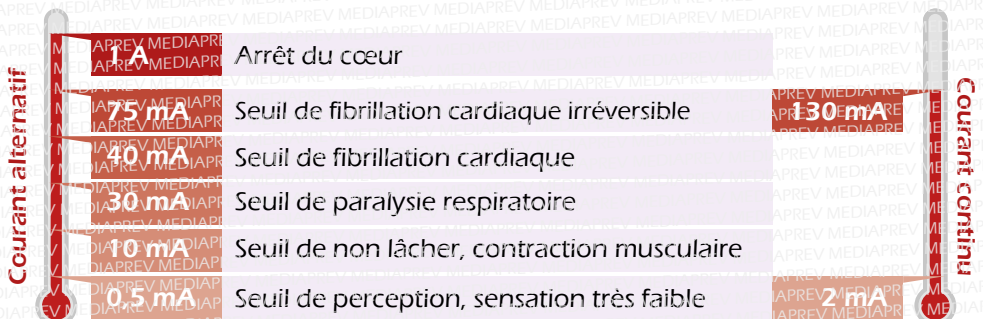 Courant alternatif
1 A Arrêt du cœur
75 mA Seuil de fibrillation cardiaque irréversible 130 mA
40 mA Seuil de fibrillation cardiaque
30 mA Seuil de paralysie respiratoire
10 mA Seuil de non lâcher, contraction musculaire
0,5 mA Seuil de perception, sensation très faible 2 mA
Courant continu
MEDIAPREV